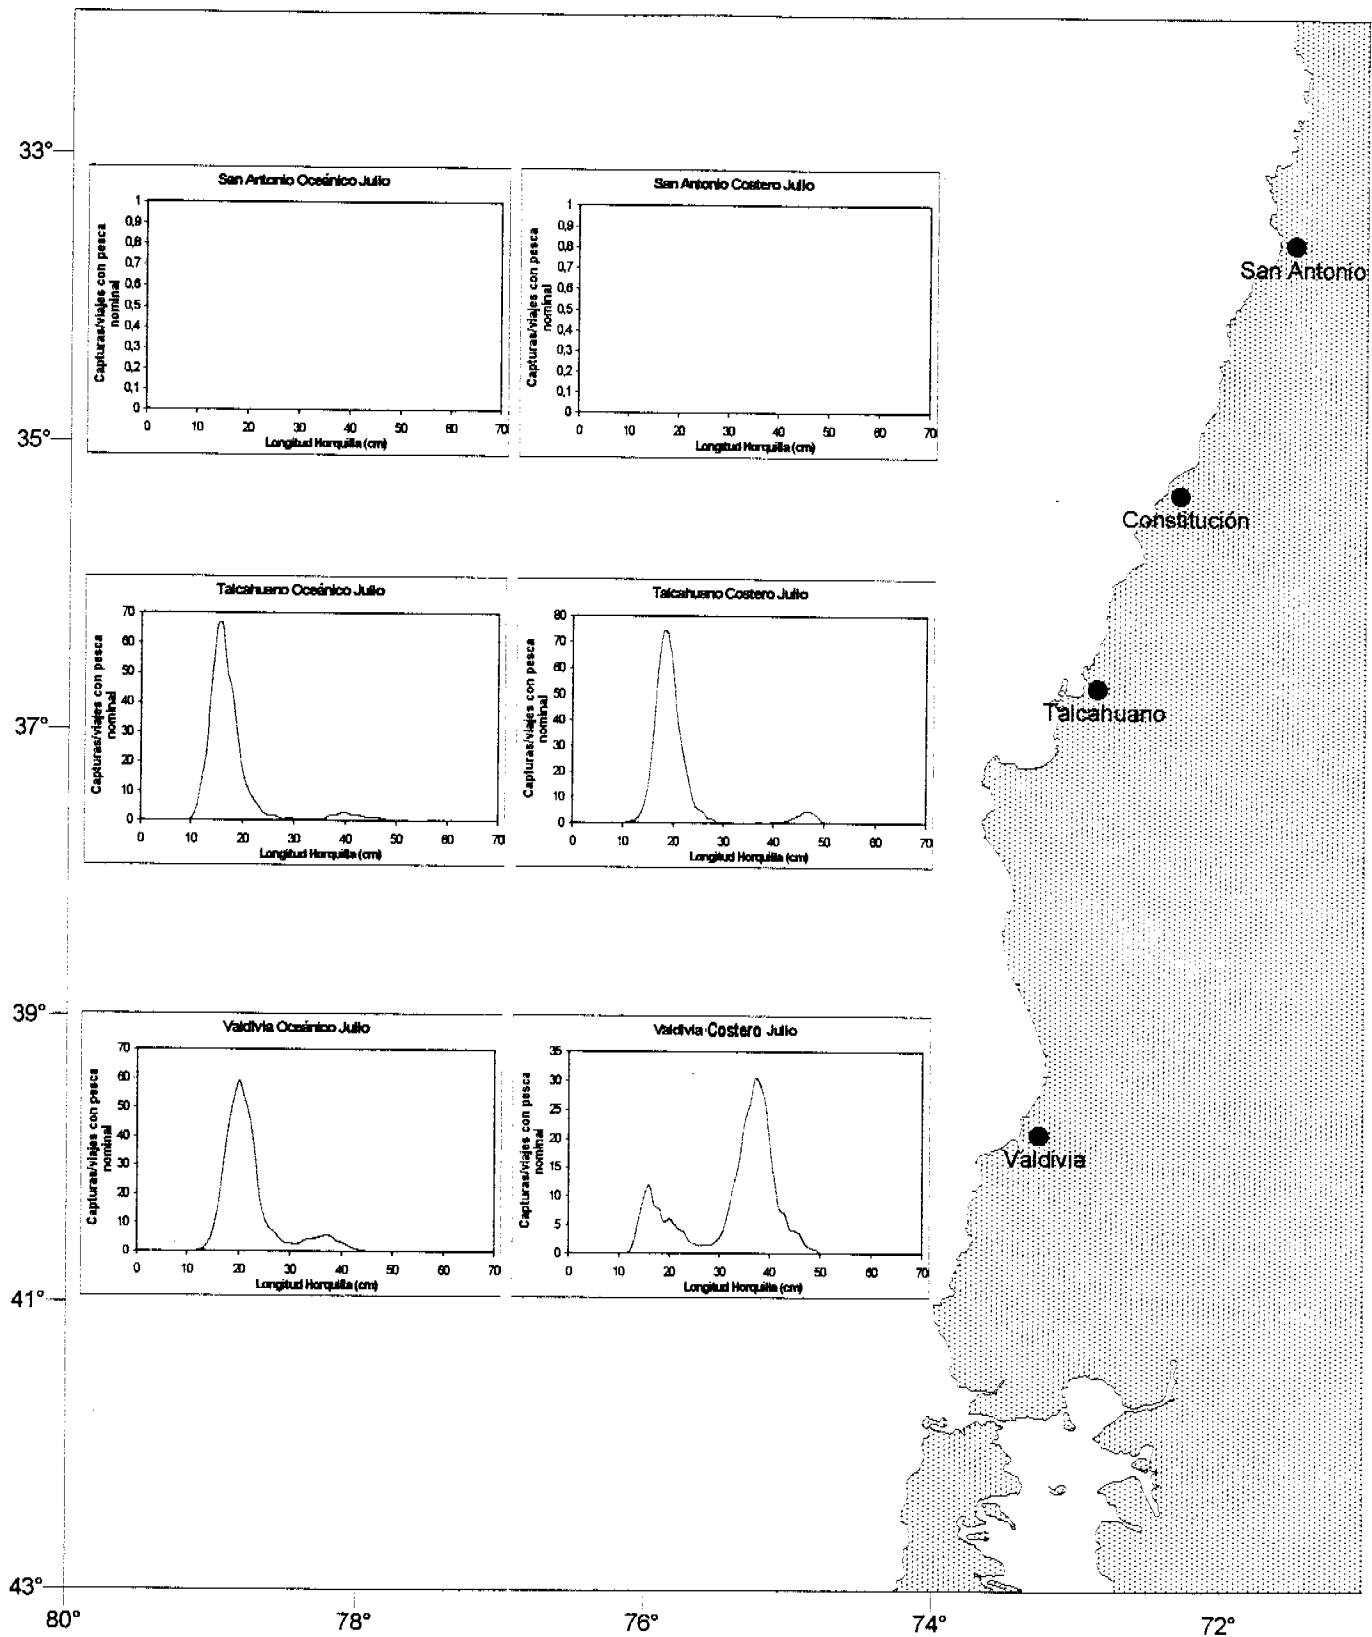 33°
35°
37°
39°
41°
43°
80°
78°
76°
74°
72°
San Antonio Oceánico Julio
Capturas/viajes con pesca
nominal
1
0,9
0,8
0,7
0,6
0,5
0,4
0,3
0,2
0,1
0
0 10 20 30 40 50 60 70
Longitud Horquilla (cm)
San Antonio Costero Julio
Capturas/viajes con pesca
nominal
1
0,9
0,8
0,7
0,6
0,5
0,4
0,3
0,2
0,1
0
0 10 20 30 40 50 60 70
Longitud Horquilla (cm)
San Antonio
Constitución
Talcahuano Oceánico Julio
Capturas/viajes con pesca
nominal
70
60
50
40
30
20
10
0
0 10 20 30 40 50 60 70
Longitud Horquilla (cm)
Talcahuano Costero Julio
Capturas/viajes con pesca
nominal
80
70
60
50
40
30
20
10
0
0 10 20 30 40 50 60 70
Longitud Horquilla (cm)
Talcahuano
Valdivia Oceánico Julio
Capturas/viajes con pesca
nominal
70
60
50
40
30
20
10
0
0 10 20 30 40 50 60 70
Longitud Horquilla (cm)
Valdivia Costero Julio
Capturas/viajes con pesca
nominal
35
30
25
20
15
10
5
0
0 10 20 30 40 50 60 70
Longitud Horquilla (cm)
Valdivia